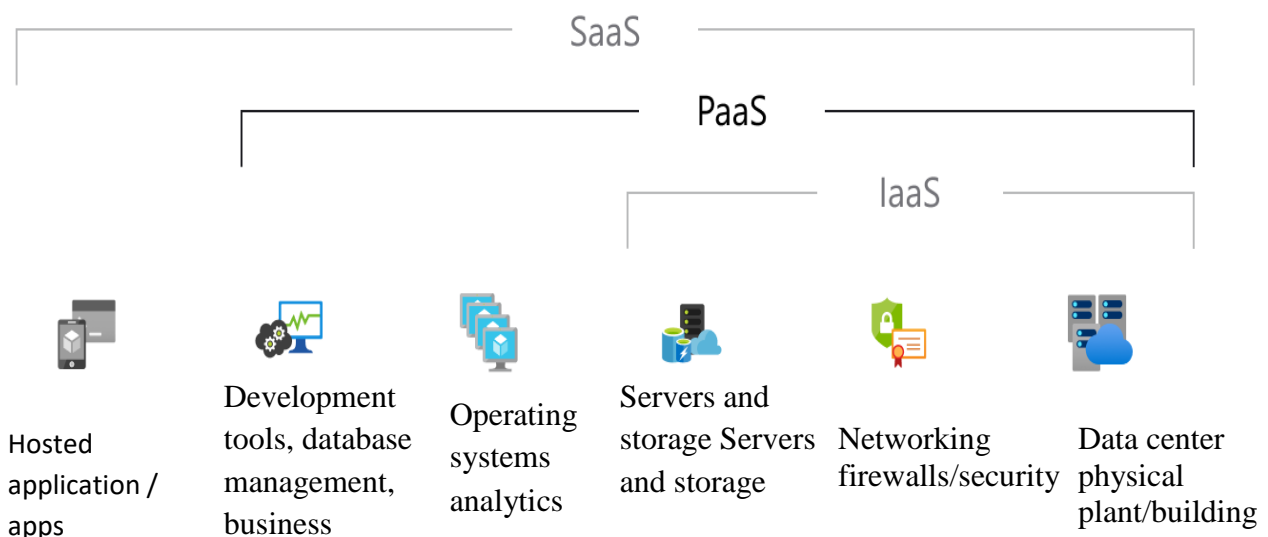 SaaS
PaaS
IaaS
Hosted
application /
apps
Development
tools, database
management,
business
Operating
systems
analytics
Servers and
storage Servers
and storage
Networking
firewalls/security
Data center
physical
plant/building